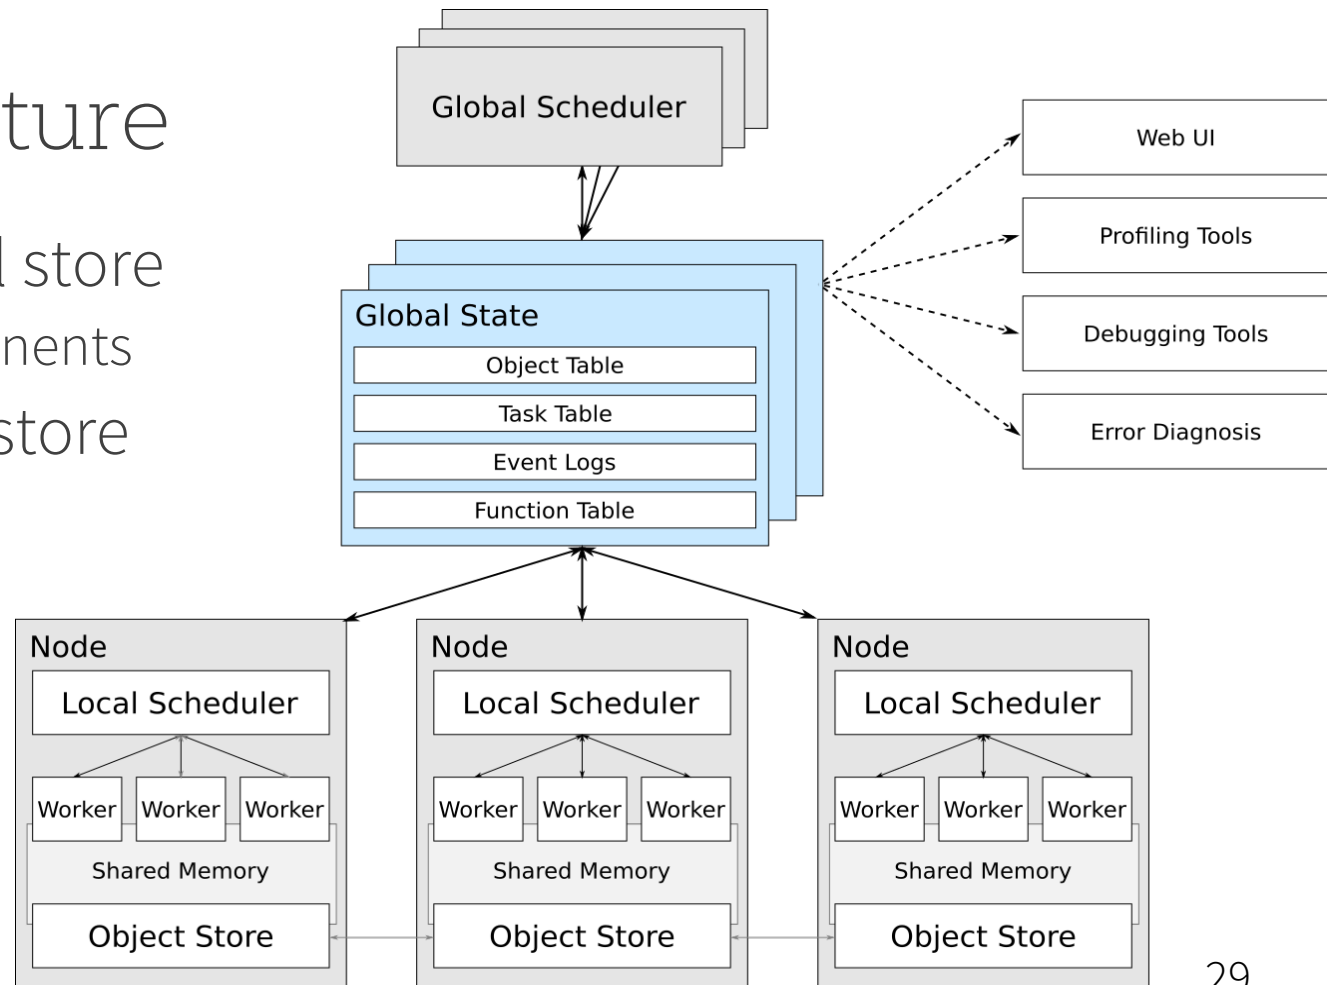 ture
l store
nents
store
Global Scheduler
Web UI
Profiling Tools
Debugging Tools
Error Diagnosis
Global State
Object Table
Task Table
Event Logs
Function Table
Node
Local Scheduler
Worker Worker Worker
Shared Memory
Object Store
Node
Local Scheduler
Worker Worker Worker
Shared Memory
Object Store
Node
Local Scheduler
Worker Worker Worker
Shared Memory
Object Store
29